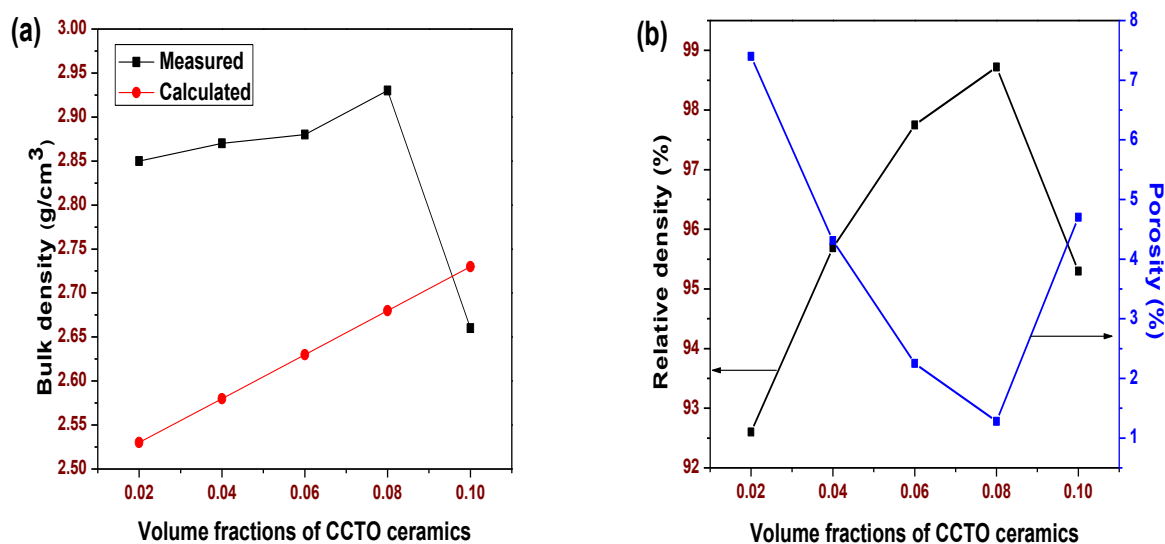 (a)
3.00
2.95
2.90
2.85
2.80
2.75
2.70
2.65
2.60
2.55
2.50
Bulk density (g/cm³)
Measured
Calculated
0.02 0.04 0.06 0.08 0.10
Volume fractions of CCTO ceramics
(b)
99
98
97
96
95
94
93
92
Relative density (%)
8
7
6
5
4
3
2
1
Porosity (%)
0.02 0.04 0.06 0.08 0.10
Volume fractions of CCTO ceramics